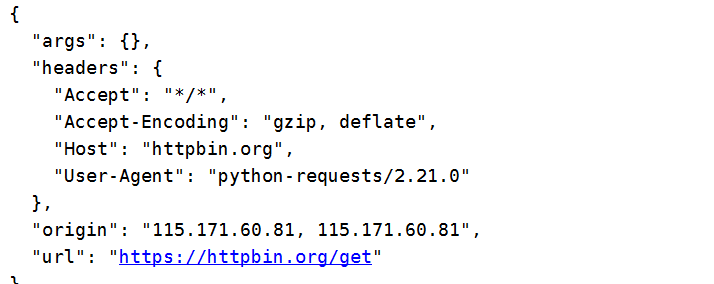 {
  "args": {},
  "headers": {
    "Accept": "*/*",
    "Accept-Encoding": "gzip, deflate",
    "Host": "httpbin.org",
    "User-Agent": "python-requests/2.21.0"
  },
  "origin": "115.171.60.81, 115.171.60.81",
  "url": "https://httpbin.org/get"
}